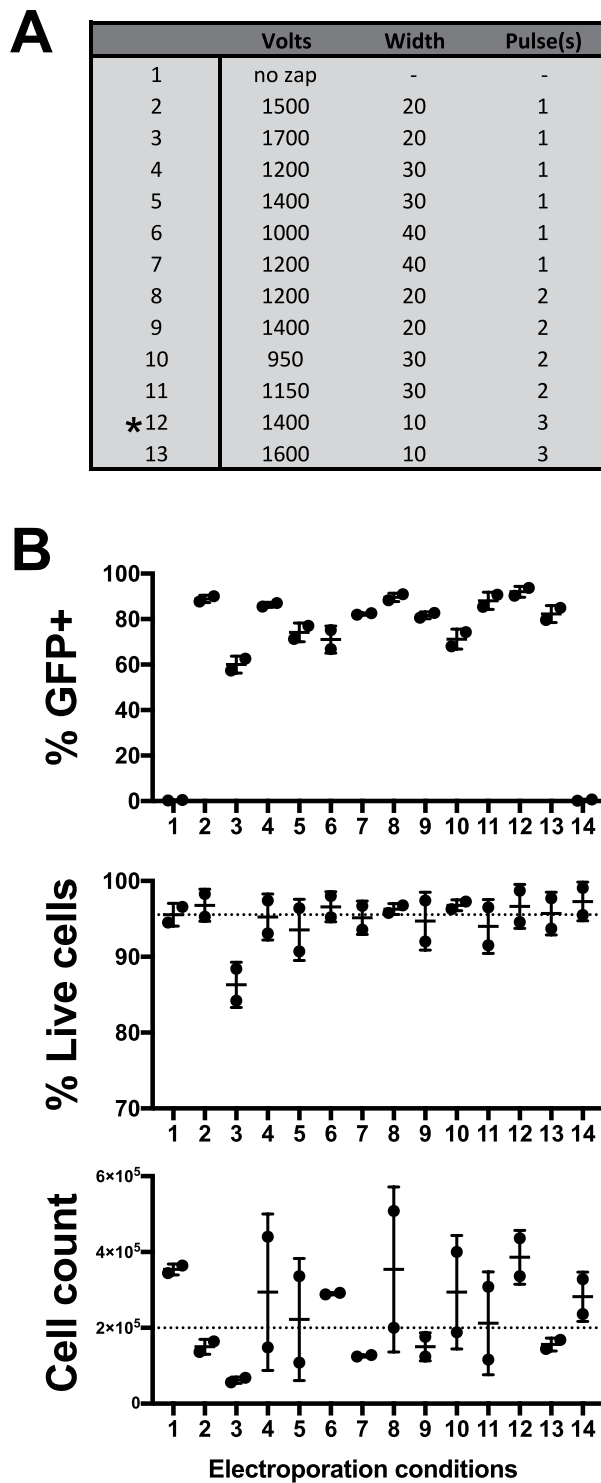 A
Volts Width Pulse(s)
1 no zap - -
2 1500 20 1
3 1700 20 1
4 1200 30 1
5 1400 30 1
6 1000 40 1
7 1200 40 1
8 1200 20 2
9 1400 20 2
10 950 30 2
11 1150 30 2
*12 1400 10 3
13 1600 10 3
B
% GFP+
100
80
60
40
20
0
1 2 3 4 5 6 7 8 9 10 11 12 13 14
% Live cells
100
90
80
70
1 2 3 4 5 6 7 8 9 10 11 12 13 14
Cell count
6×10⁵
4×10⁵
2×10⁵
0
1 2 3 4 5 6 7 8 9 10 11 12 13 14
Electroporation conditions